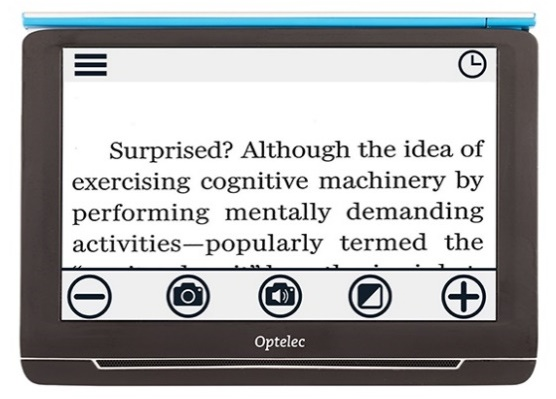 Surprised? Although the idea of
exercising cognitive machinery by
performing mentally demanding
activities—popularly termed the
Optelec